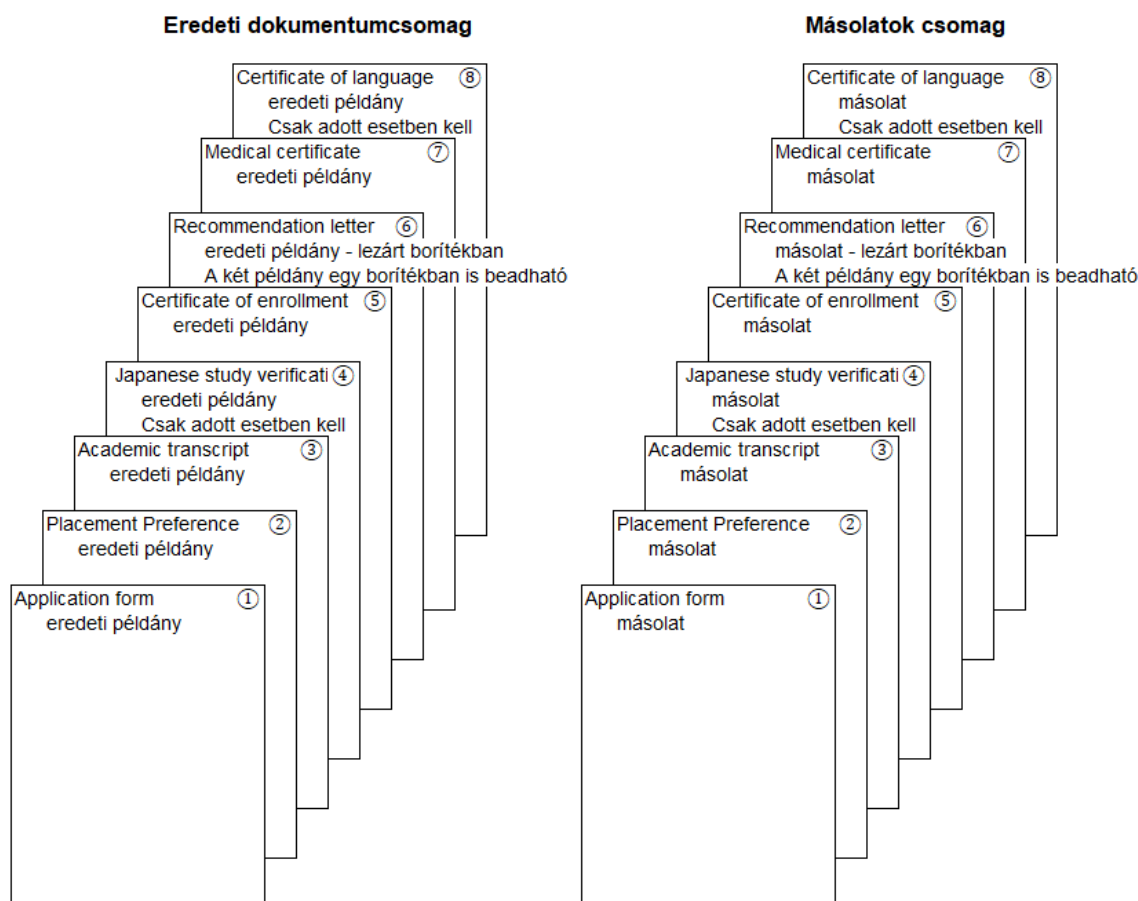 Eredeti dokumentumcsomag
Certificate of language ⑧
eredeti példány
Csak adott esetben kell
Medical certificate ⑦
eredeti példány
Recommendation letter ⑥
eredeti példány - lezárt borítékban
A két példány egy borítékban is beadható
Certificate of enrollment ⑤
eredeti példány
Japanese study verificati ④
eredeti példány
Csak adott esetben kell
Academic transcript ③
eredeti példány
Placement Preference ②
eredeti példány
Application form ①
eredeti példány
Másolatok csomag
Certificate of language ⑧
másolat
Csak adott esetben kell
Medical certificate ⑦
másolat
Recommendation letter ⑥
másolat - lezárt borítékban
A két példány egy borítékban is beadható
Certificate of enrollment ⑤
másolat
Japanese study verificati ④
másolat
Csak adott esetben kell
Academic transcript ③
másolat
Placement Preference ②
másolat
Application form ①
másolat